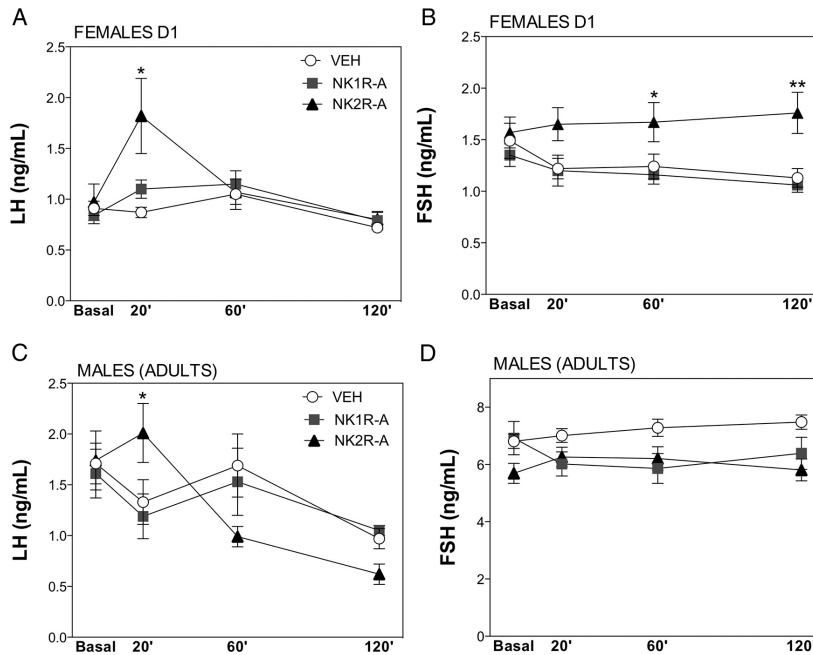 A
FEMALES D1
LH (ng/mL)
2.5
2.0
1.5
1.0
0.5
0.0
*
VEH
NK1R-A
NK2R-A
Basal 20' 60' 120'
B
FEMALES D1
FSH (ng/mL)
2.5
2.0
1.5
1.0
0.5
0.0
* **
Basal 20' 60' 120'
C
MALES (ADULTS)
LH (ng/mL)
2.5
2.0
1.5
1.0
0.5
0.0
*
VEH
NK1R-A
NK2R-A
Basal 20' 60' 120'
D
MALES (ADULTS)
FSH (ng/mL)
8
6
4
2
0
Basal 20' 60' 120'